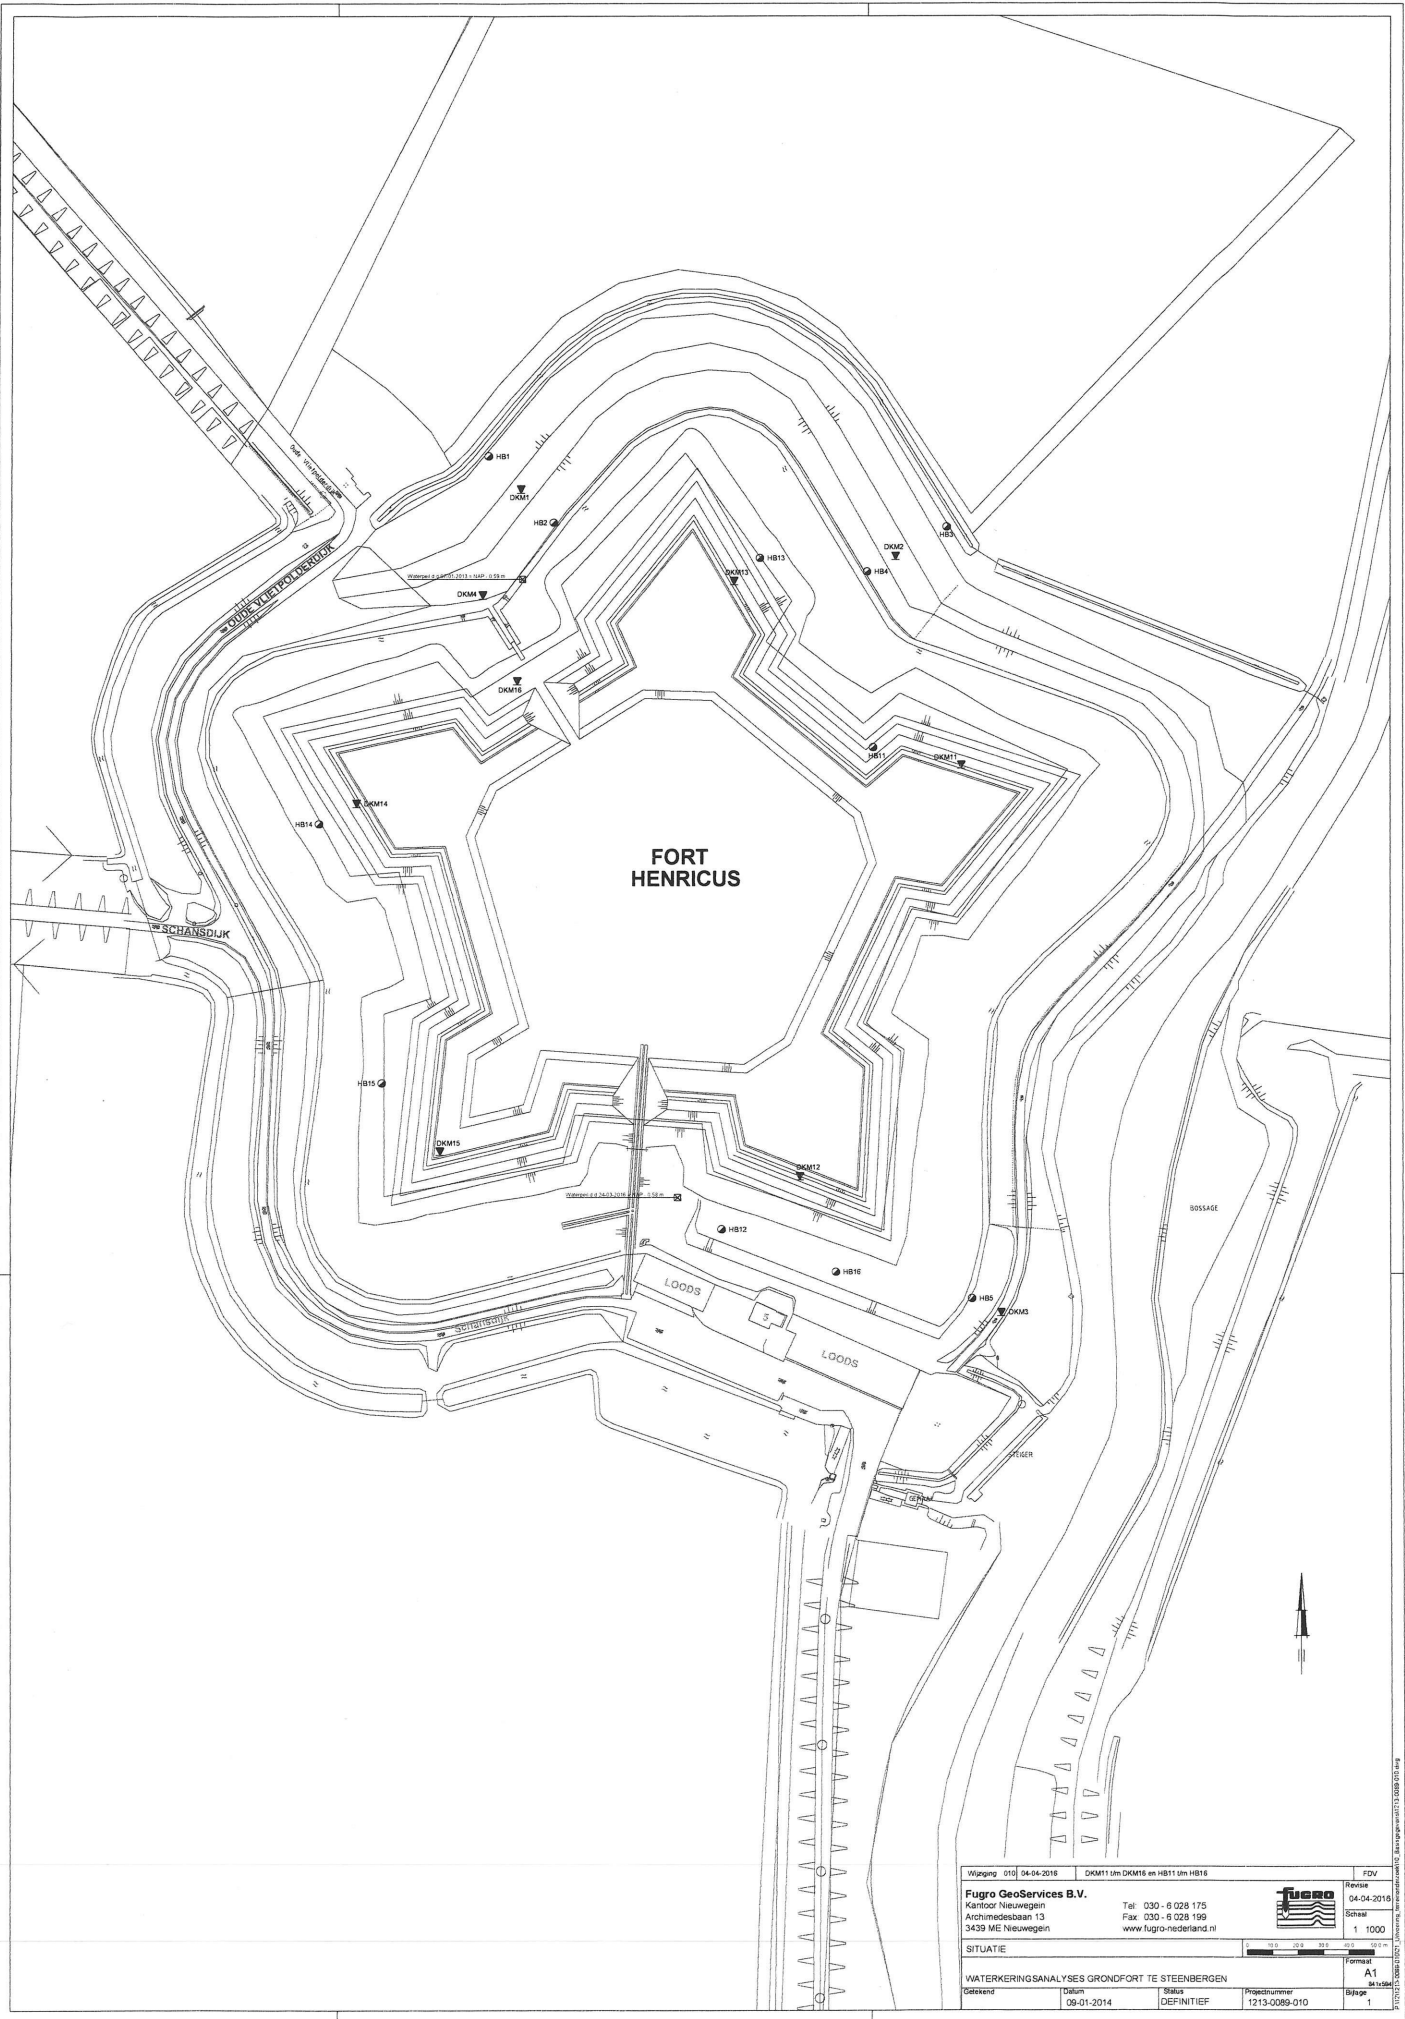 HB1
DKM1
HB2
HB3
DKM2
HB4
HB13
DKM13
DKM4
DKM16
OUDE VLIETPOLDERDIJK
HB11
DKM11
DKM14
HB14
FORT
HENRICUS
SCHANSDIJK
HB15
DKM15
DKM12
HB12
HB16
HB5
DKM3
BOSSAGE
LOODS
5
LOODS
Schansdijk
STEIGER
Wijziging 010 04-04-2016 DKM11 t/m DKM16 en HB11 t/m HB16 FDV
Fugro GeoServices B.V.
Kantoor Nieuwegein
Archimedesbaan 13
3439 ME Nieuwegein
Tel: 030 - 6 028 175
Fax: 030 - 6 028 199
www.fugro-nederland.nl
FUGRO
Revisie
04-04-2016
Schaal
1 1000
SITUATIE
WATERKERINGSANALYSES GRONDFORT TE STEENBERGEN
Formaat
A1
841x594
Getekend
Datum
09-01-2014
Status
DEFINITIEF
Projectnummer
1213-0089-010
Bijlage
1